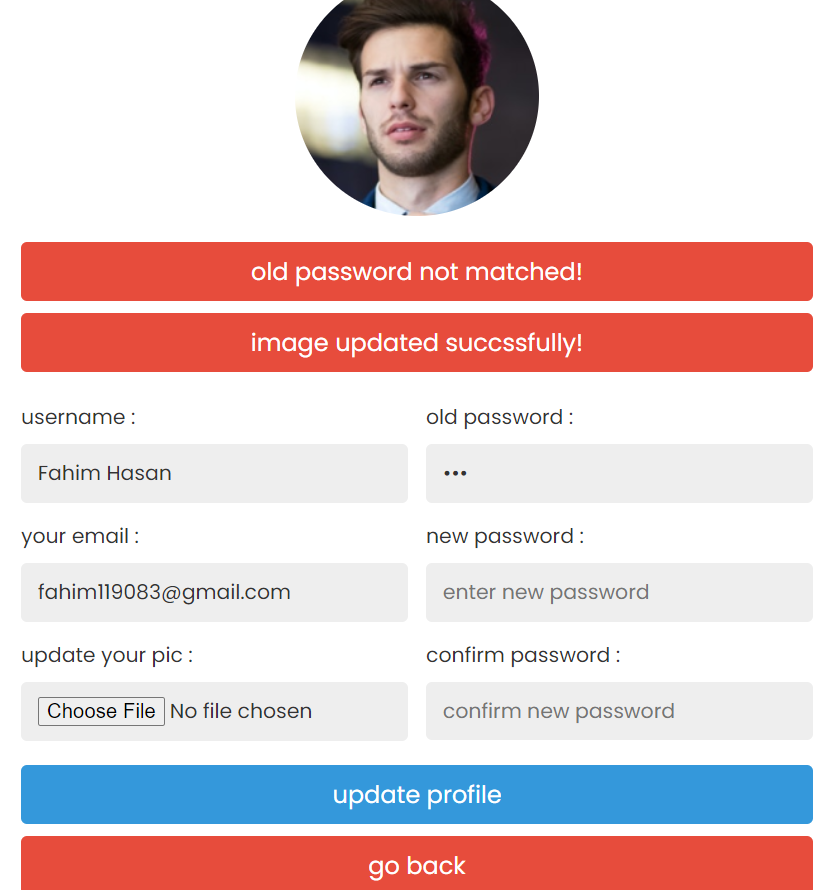 old password not matched!
image updated succssfully!
username :
old password :
Fahim Hasan
•••
your email :
new password :
fahim119083@gmail.com
enter new password
update your pic :
confirm password :
Choose File No file chosen
confirm new password
update profile
go back